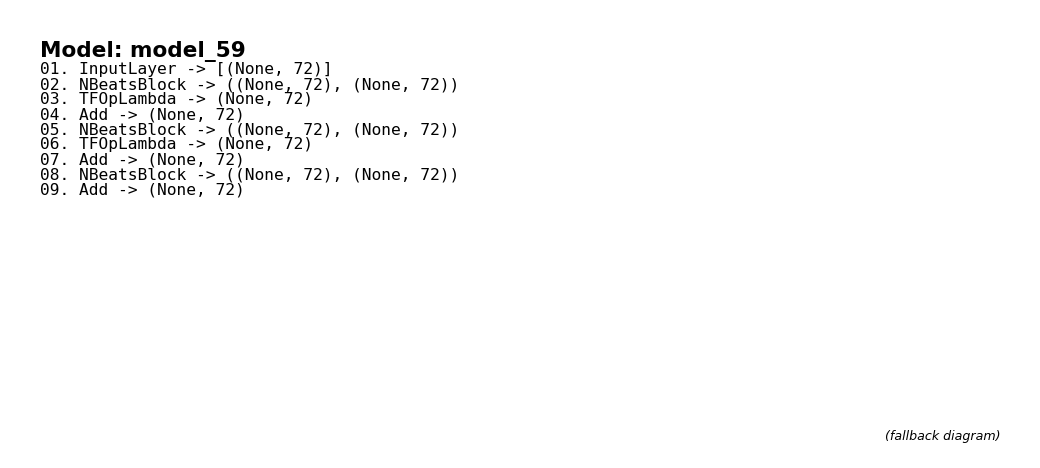 Model: model_59
01. InputLayer -> [(None, 72)]
02. NBeatsBlock -> ((None, 72), (None, 72))
03. TFOpLambda -> (None, 72)
04. Add -> (None, 72)
05. NBeatsBlock -> ((None, 72), (None, 72))
06. TFOpLambda -> (None, 72)
07. Add -> (None, 72)
08. NBeatsBlock -> ((None, 72), (None, 72))
09. Add -> (None, 72)
(fallback diagram)